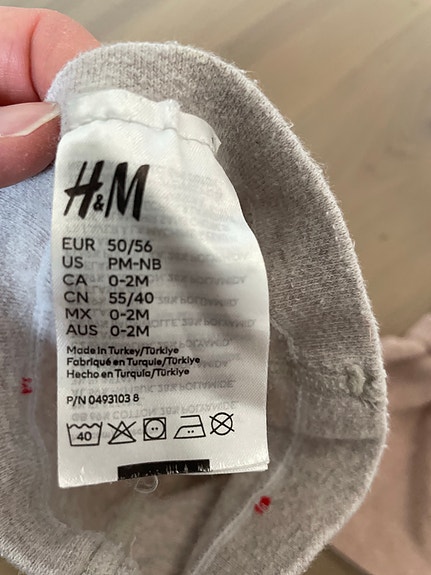 H&M
EUR 50/56
US PM-NB
CA 0-2M
CN 55/40
MX 0-2M
AUS 0-2M
Made in Turkey/Türkiye
Fabriqué en Turquie/Türkiye
Hecho en Turquía/Türkiye
P/N 0493103 8
40